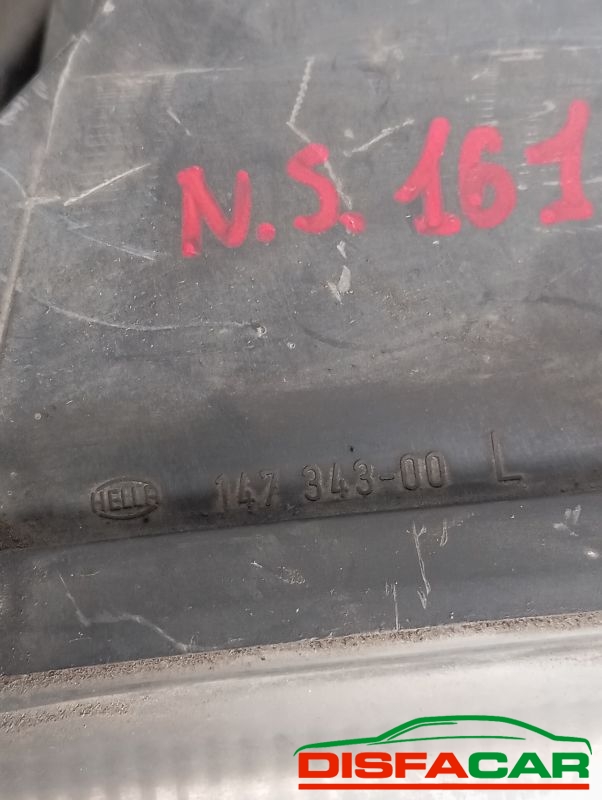 N.S. 161
HELLA 147 343-00 L
DISFACAR